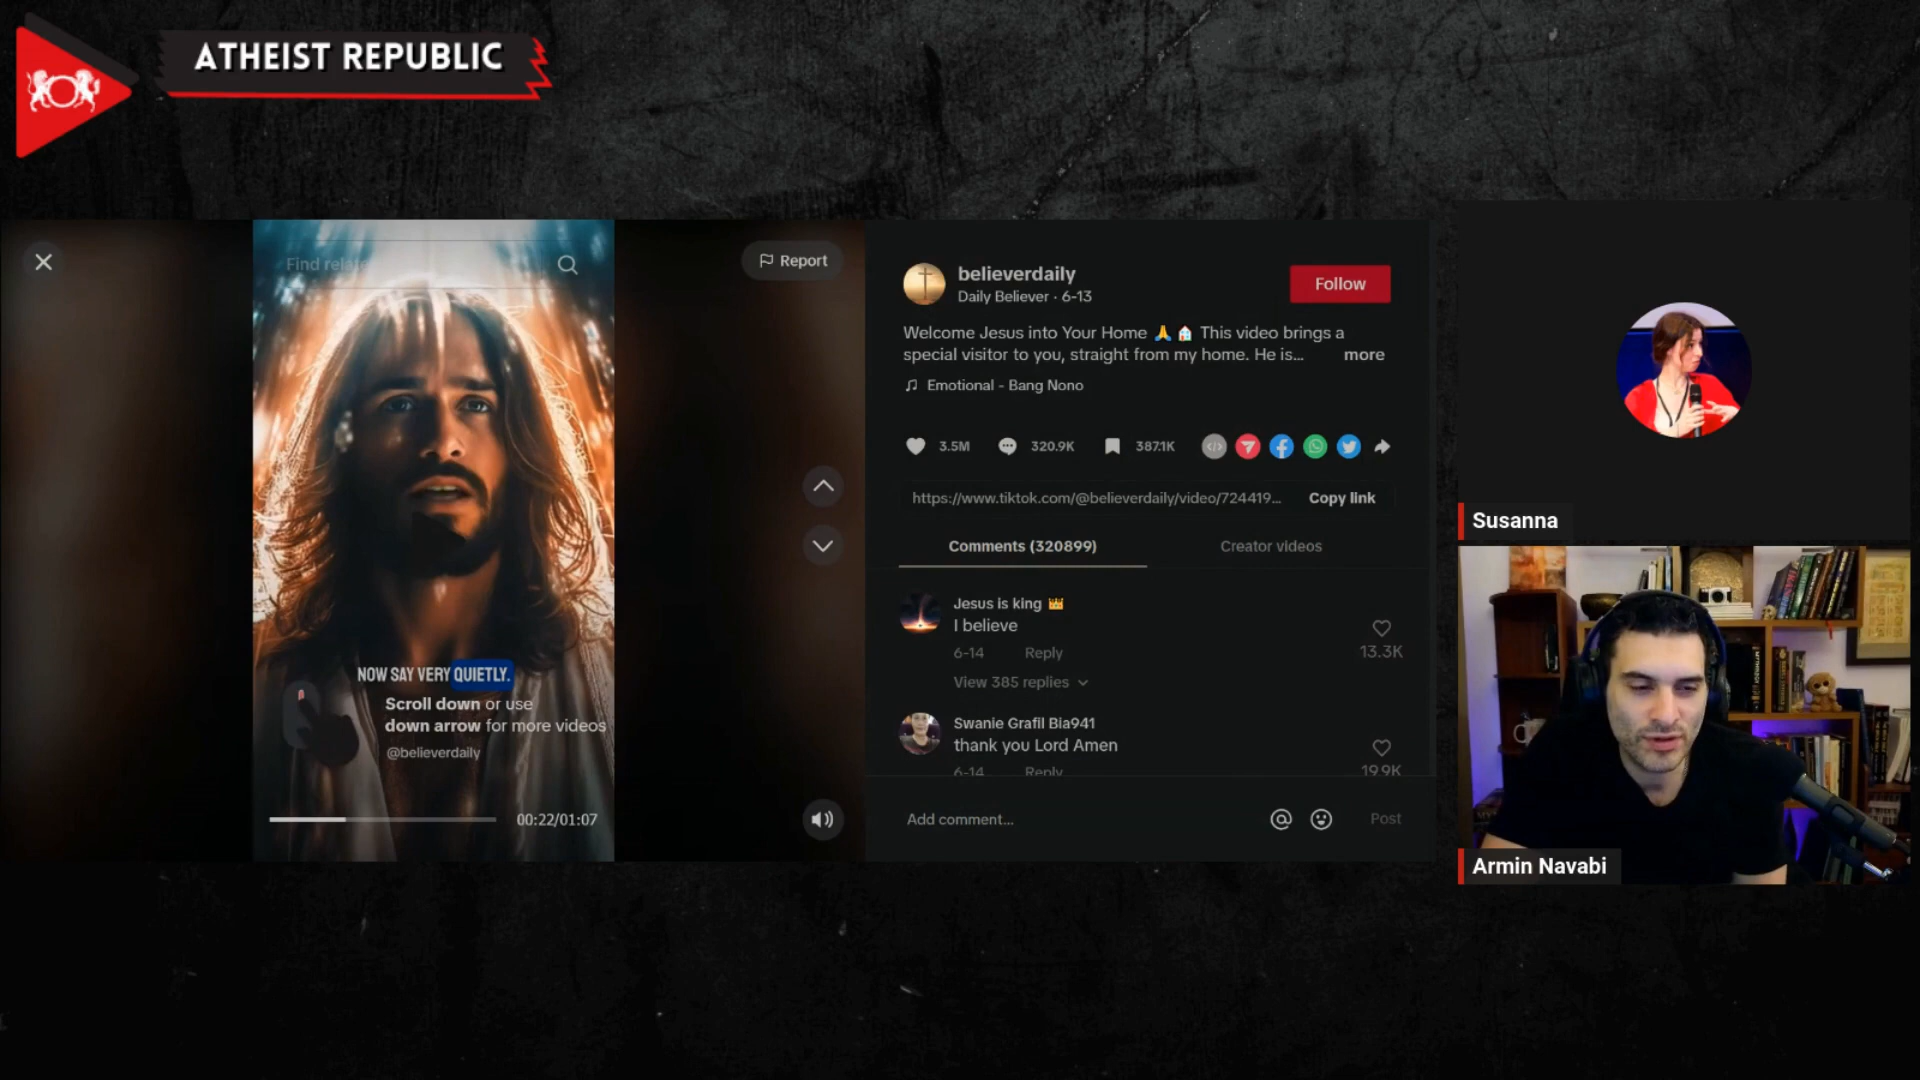 ATHEIST REPUBLIC
Find rela
Report
NOW SAY VERY QUIETLY.
Scroll down or use
down arrow for more videos
@believerdaily
00:22/01:07
believerdaily
Daily Believer · 6-13
Follow
Welcome Jesus into Your Home 🙏 🏠 This video brings a
special visitor to you, straight from my home. He is... more
Emotional - Bang Nono
3.5M 320.9K 387.1K
https://www.tiktok.com/@believerdaily/video/724419... Copy link
Comments (320899) Creator videos
Jesus is king 👑
I believe
13.3K
6-14 Reply
View 385 replies
Swanie Grafil Bia941
thank you Lord Amen
6-14 Reply
19.9K
Add comment... Post
Susanna
Armin Navabi